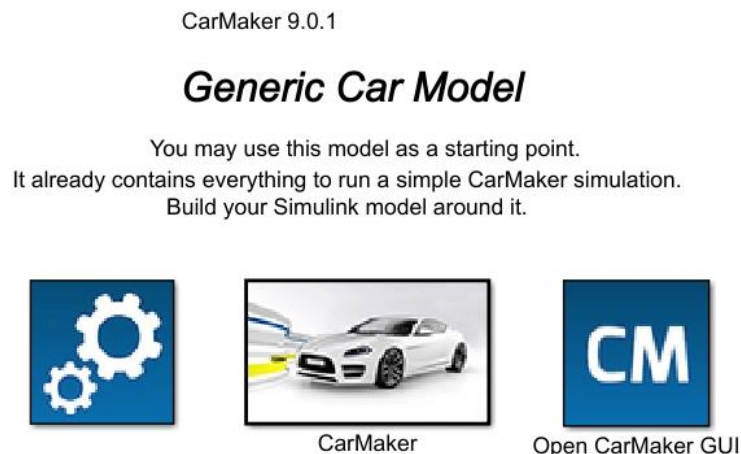 CarMaker 9.0.1
Generic Car Model
You may use this model as a starting point.
It already contains everything to run a simple CarMaker simulation.
Build your Simulink model around it.
CM
CarMaker
Open CarMaker GUI